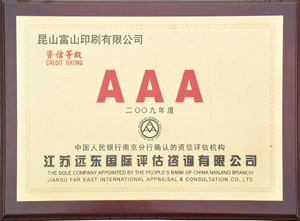 昆山富山印刷有限公司
资信等级
CREDIT RATING
AAA
二〇〇九年度
中国人民银行南京分行确认的资信评估机构
江苏远东国际评估咨询有限公司
THE SOLE COMPANY APPOINTED BY THE PEOPLE'S BANK OF CHINA NANJING BRANCH
JIANSU FAR EAST INTERNATIONAL APPRAISAL & CONSULTATION CO., LTD